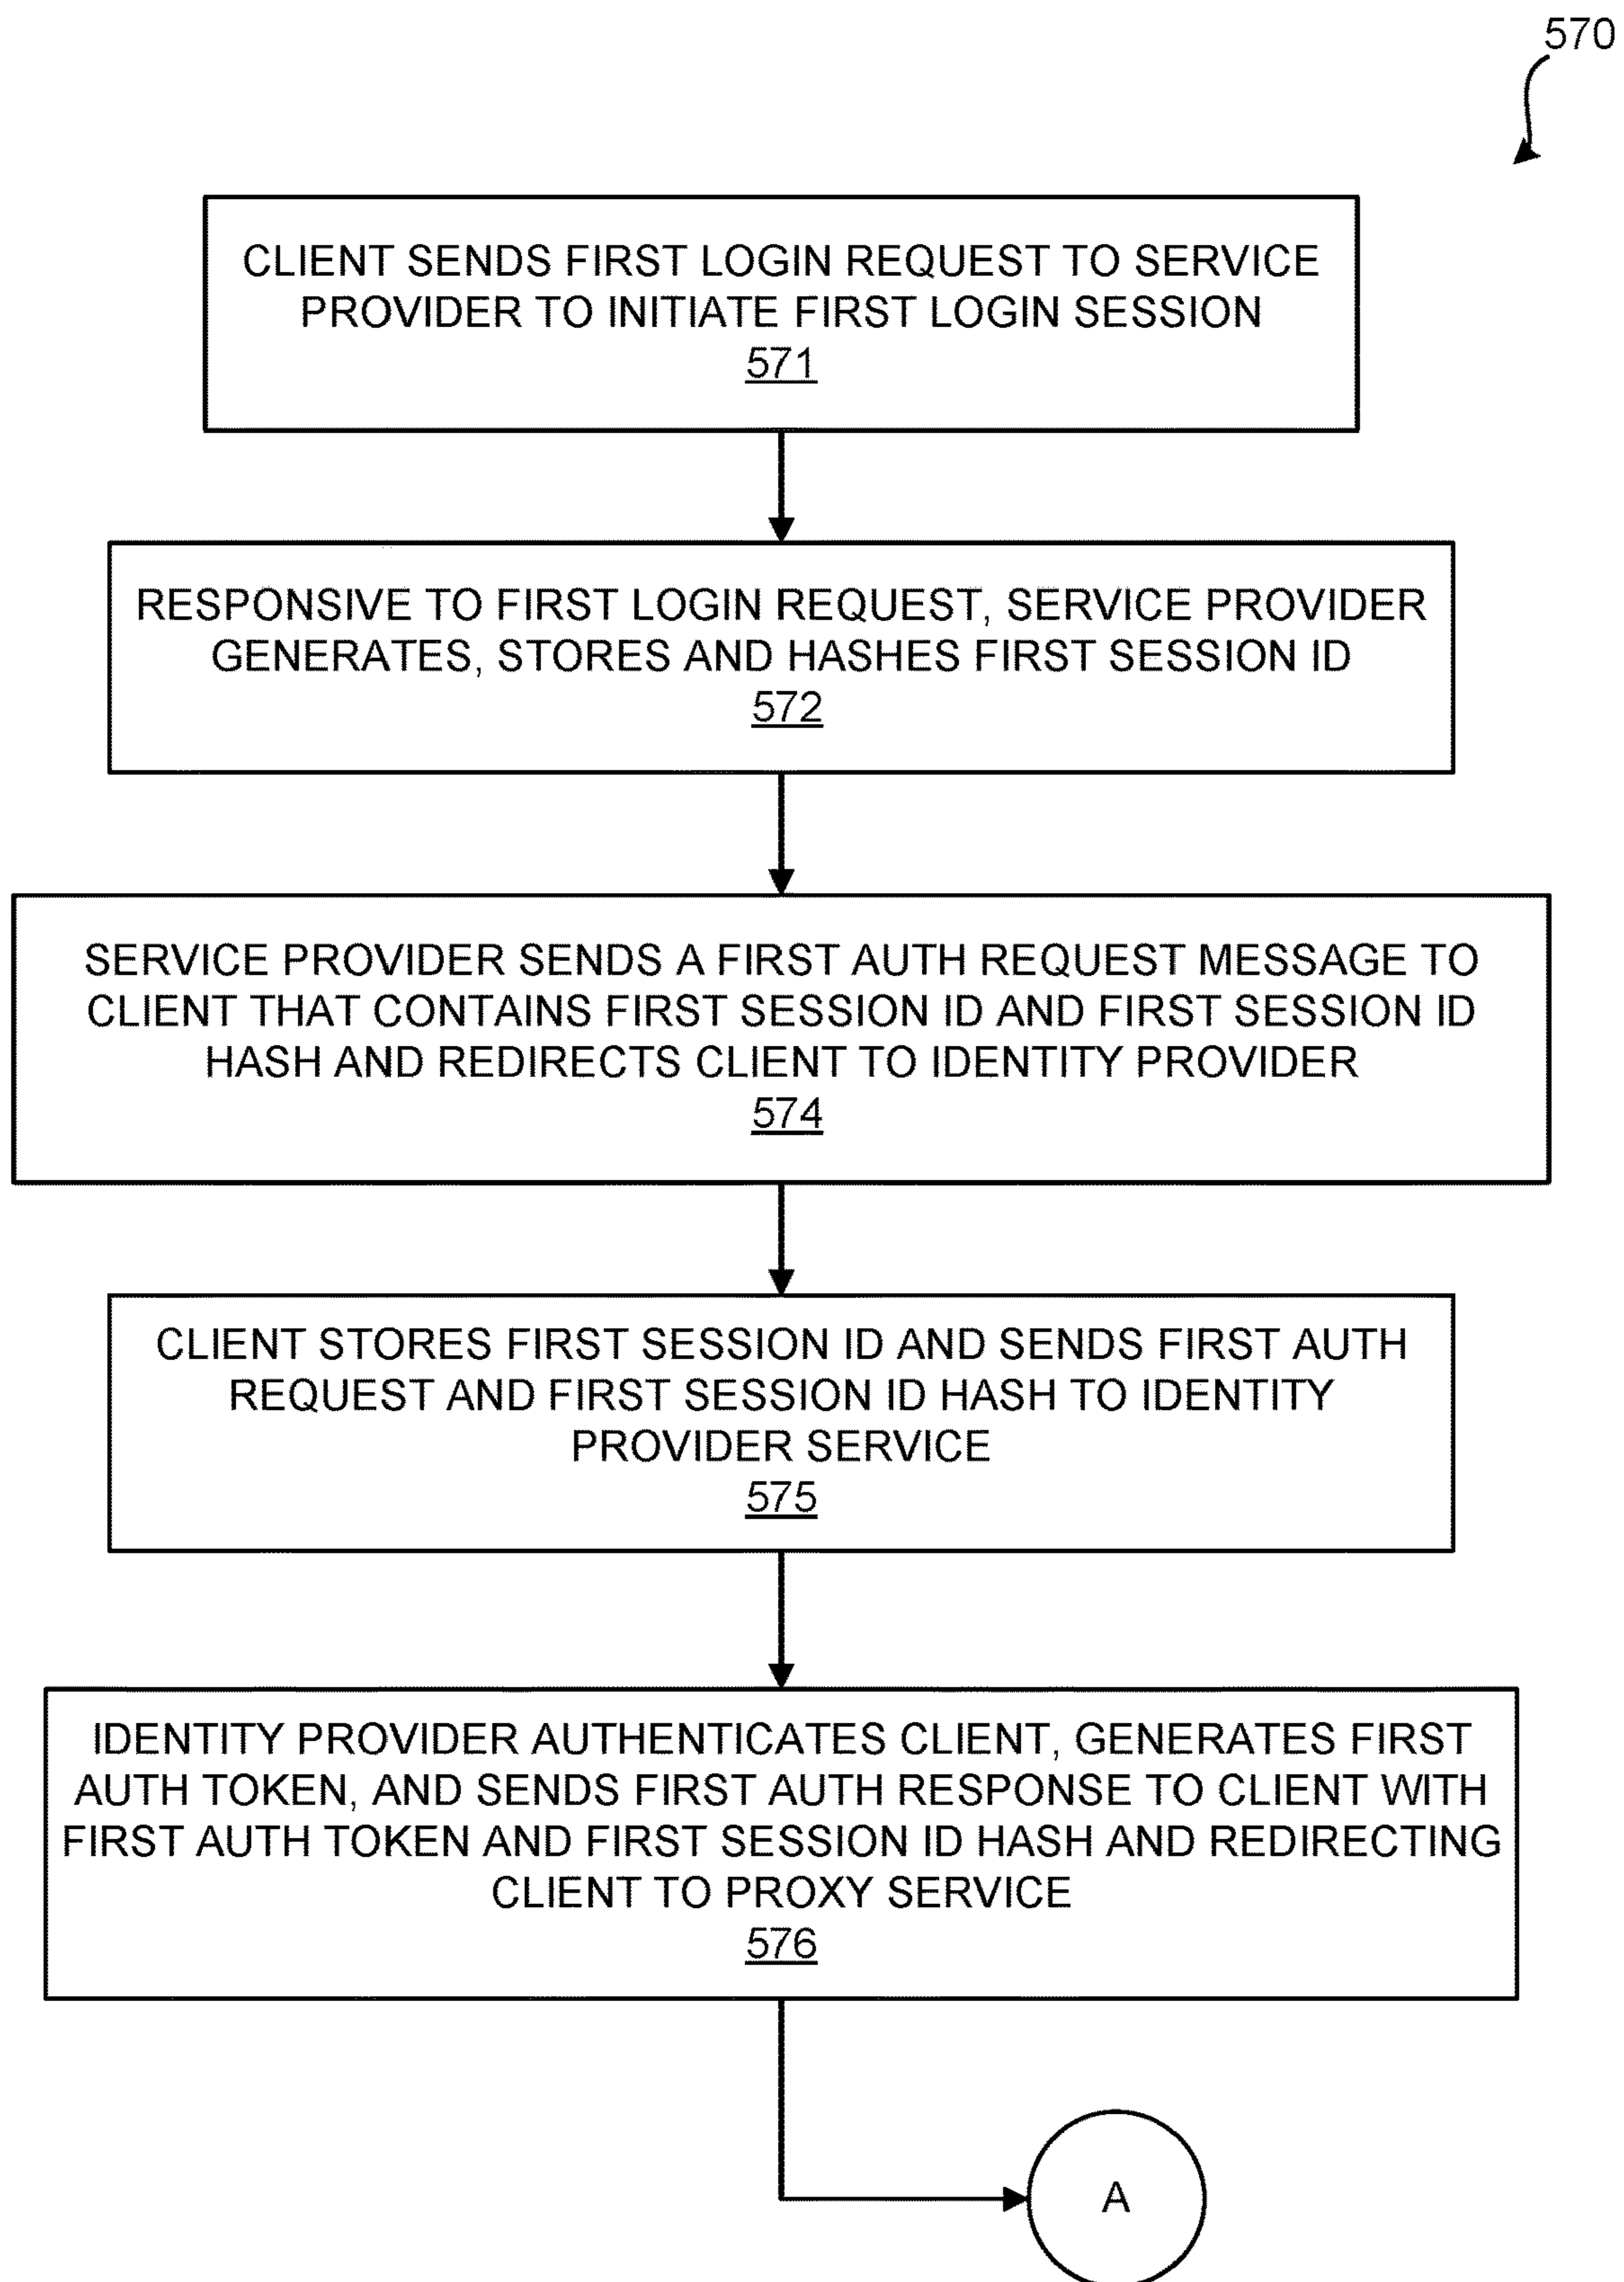 570
CLIENT SENDS FIRST LOGIN REQUEST TO SERVICE
PROVIDER TO INITIATE FIRST LOGIN SESSION
571
RESPONSIVE TO FIRST LOGIN REQUEST, SERVICE PROVIDER
GENERATES, STORES AND HASHES FIRST SESSION ID
572
SERVICE PROVIDER SENDS A FIRST AUTH REQUEST MESSAGE TO
CLIENT THAT CONTAINS FIRST SESSION ID AND FIRST SESSION ID
HASH AND REDIRECTS CLIENT TO IDENTITY PROVIDER
574
CLIENT STORES FIRST SESSION ID AND SENDS FIRST AUTH
REQUEST AND FIRST SESSION ID HASH TO IDENTITY
PROVIDER SERVICE
575
IDENTITY PROVIDER AUTHENTICATES CLIENT, GENERATES FIRST
AUTH TOKEN, AND SENDS FIRST AUTH RESPONSE TO CLIENT WITH
FIRST AUTH TOKEN AND FIRST SESSION ID HASH AND REDIRECTING
CLIENT TO PROXY SERVICE
576
A